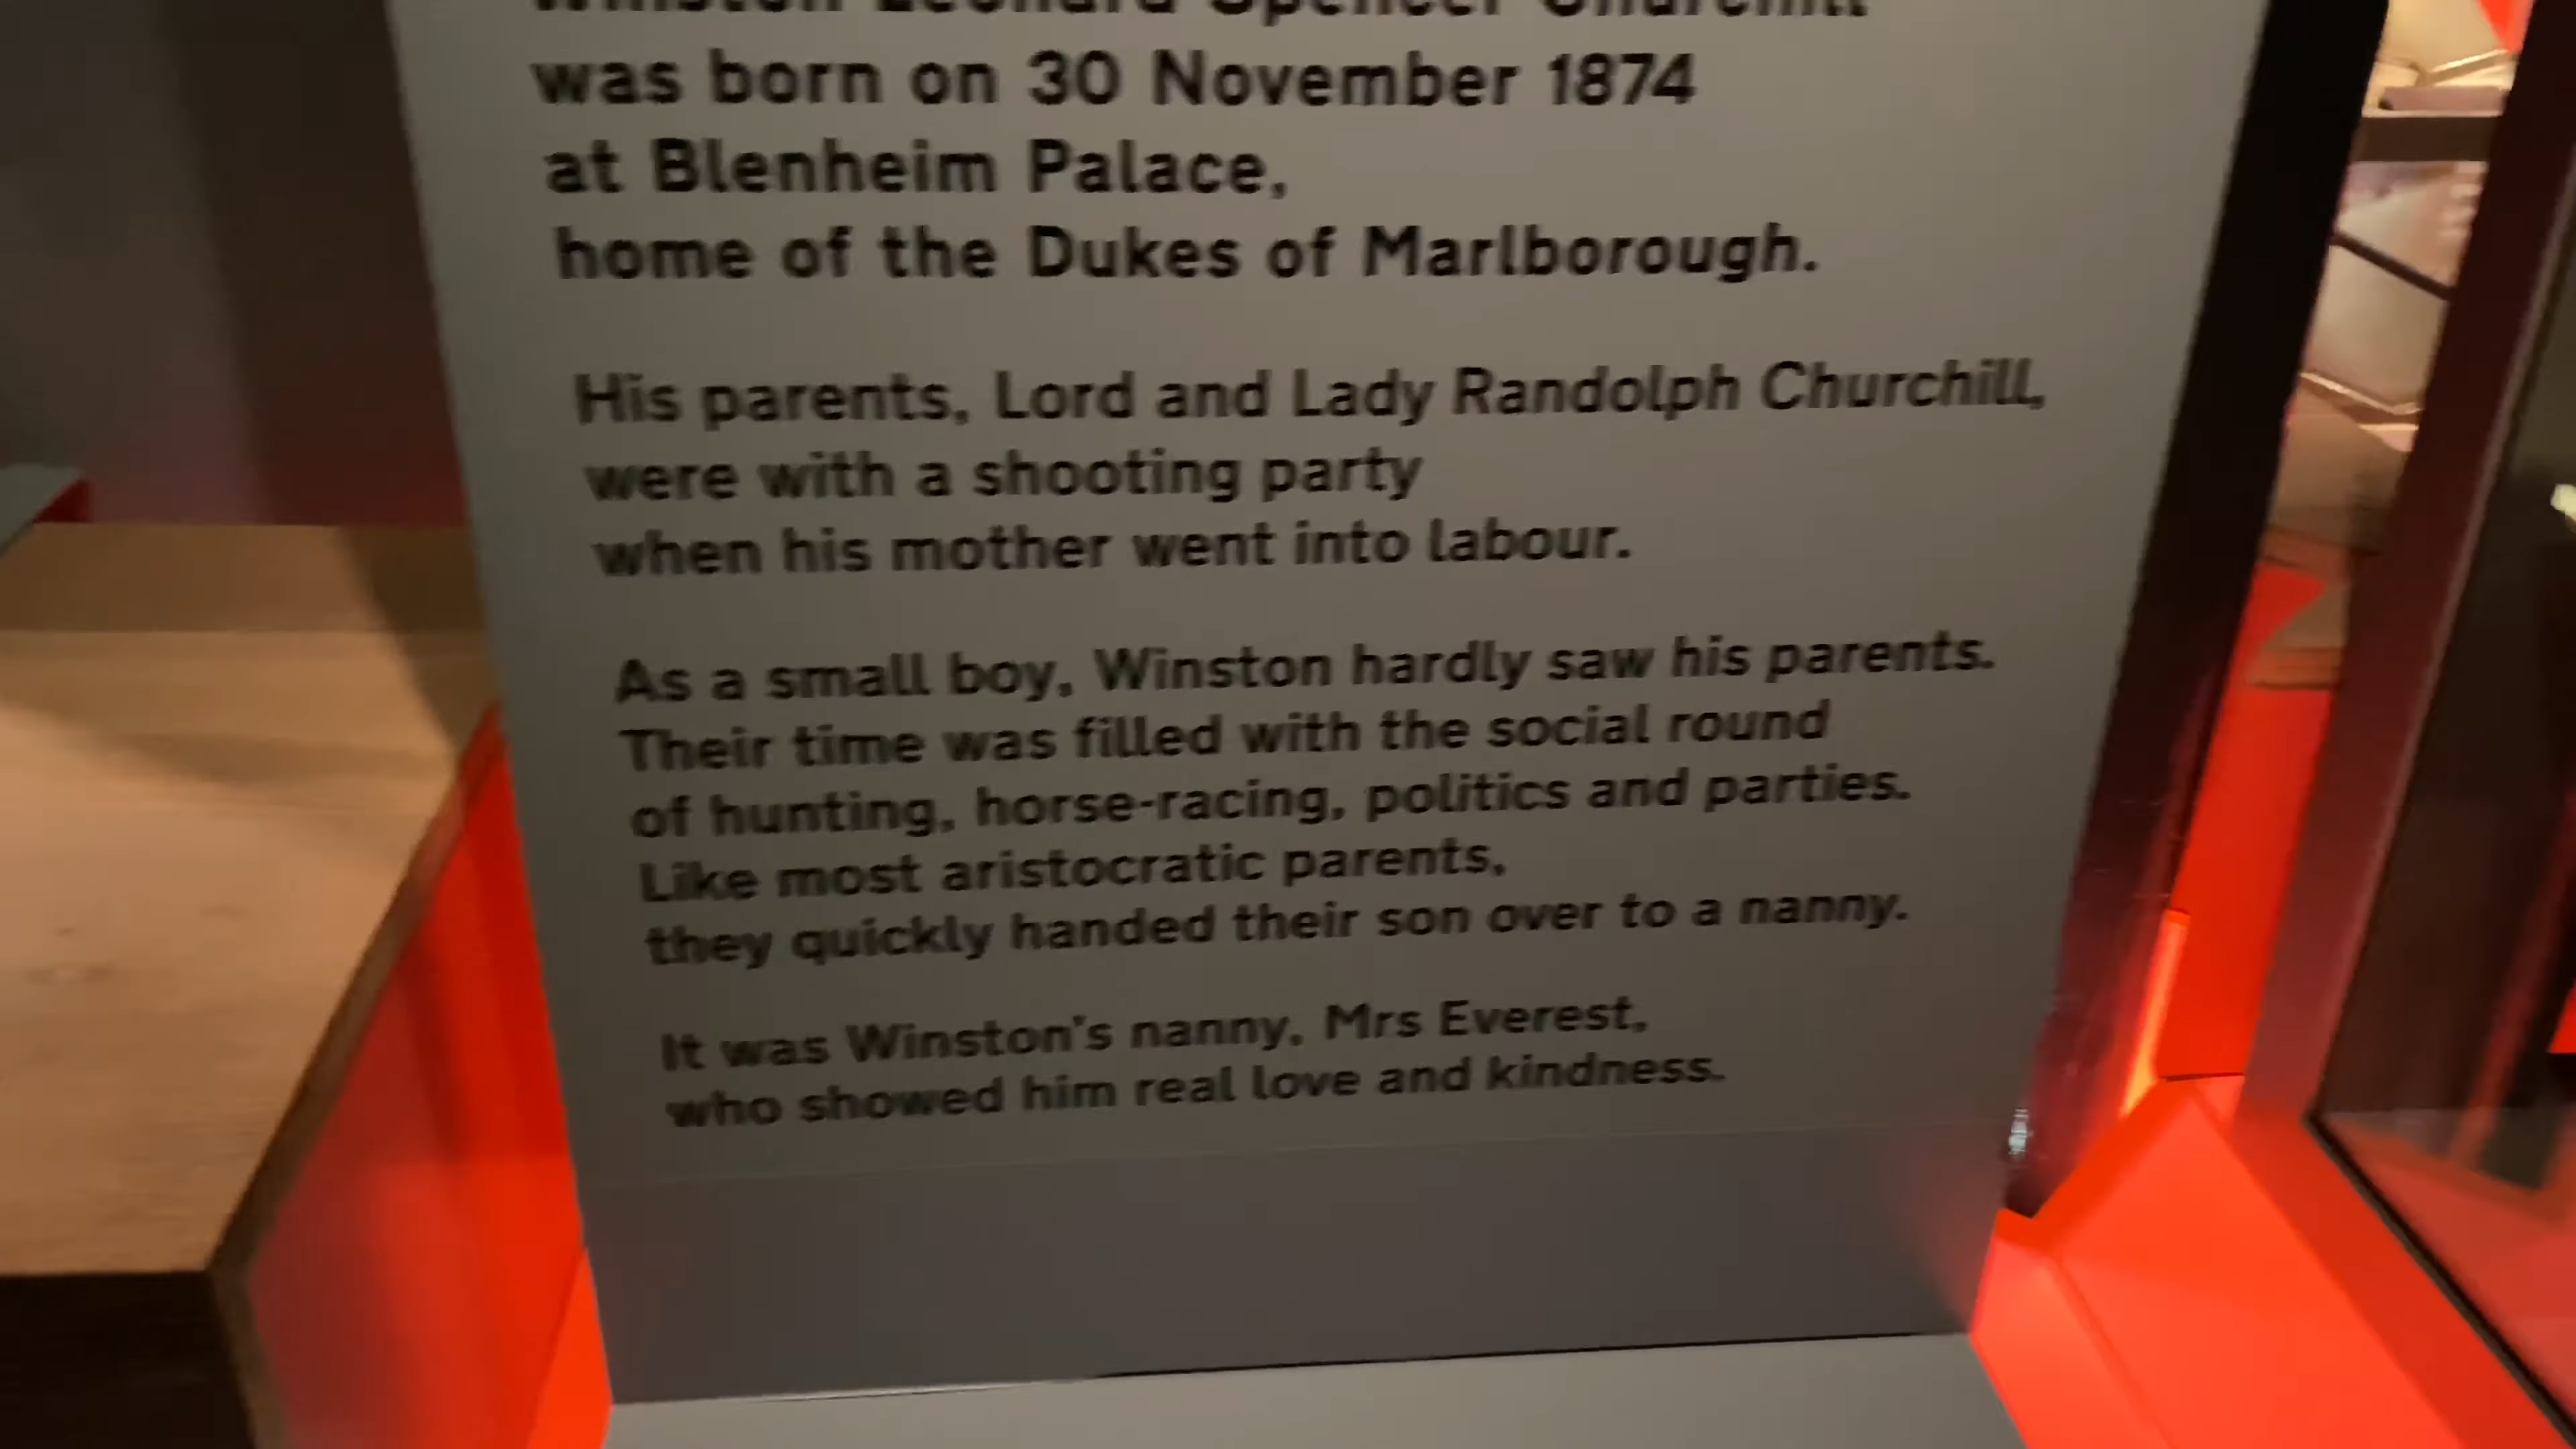 Winston Leonard Spencer Churchill
was born on 30 November 1874
at Blenheim Palace,
home of the Dukes of Marlborough.
His parents, Lord and Lady Randolph Churchill,
were with a shooting party
when his mother went into labour.
As a small boy, Winston hardly saw his parents.
Their time was filled with the social round
of hunting, horse-racing, politics and parties.
Like most aristocratic parents,
they quickly handed their son over to a nanny.
It was Winston's nanny, Mrs Everest,
who showed him real love and kindness.